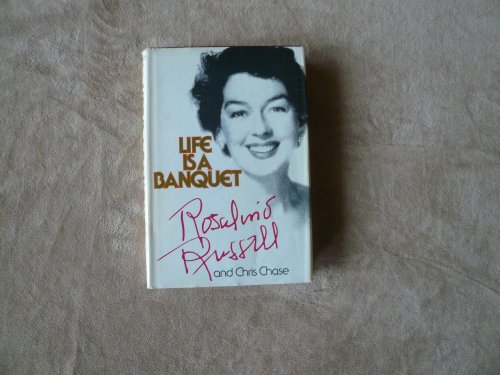 LIFE
IS A
BANQUET
Rosalind
Russell
and Chris Chase